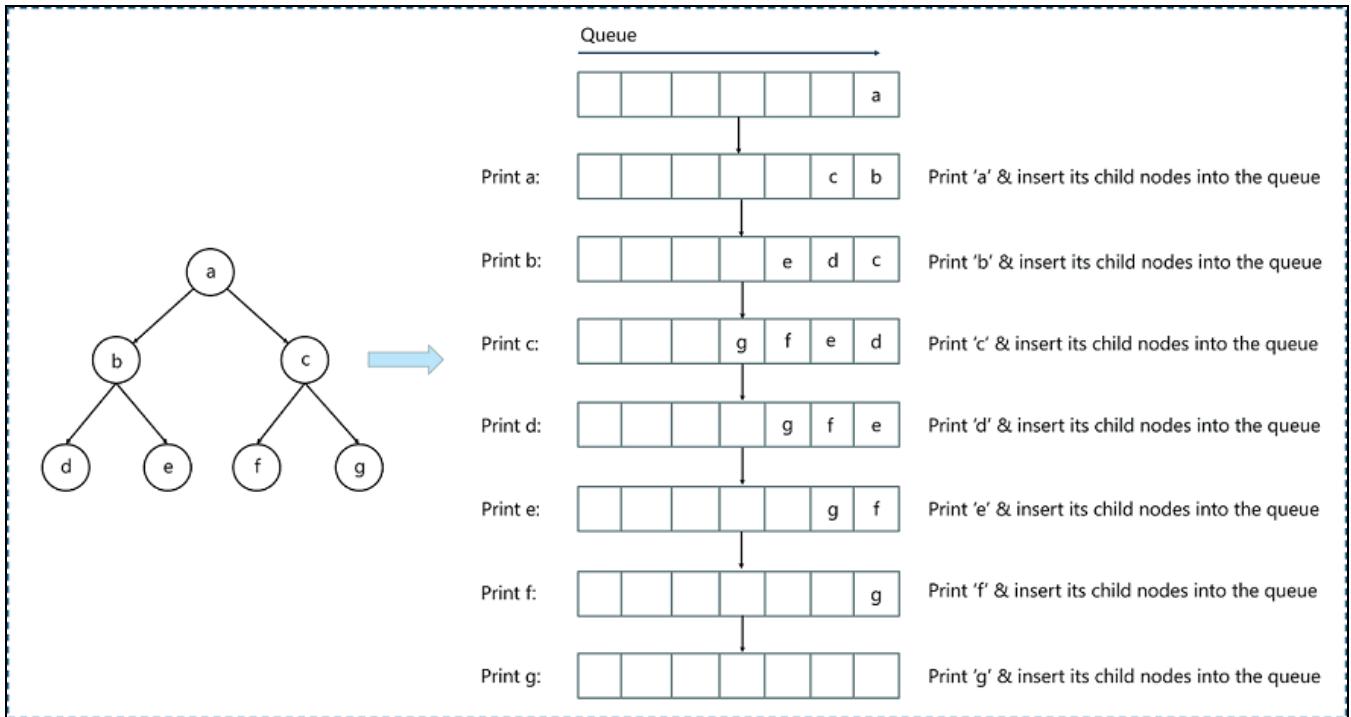 Queue
a
Print a: c b Print 'a' & insert its child nodes into the queue
Print b: e d c Print 'b' & insert its child nodes into the queue
Print c: g f e d Print 'c' & insert its child nodes into the queue
Print d: g f e Print 'd' & insert its child nodes into the queue
Print e: g f Print 'e' & insert its child nodes into the queue
Print f: g Print 'f' & insert its child nodes into the queue
Print g: Print 'g' & insert its child nodes into the queue
a
b c
d e f g